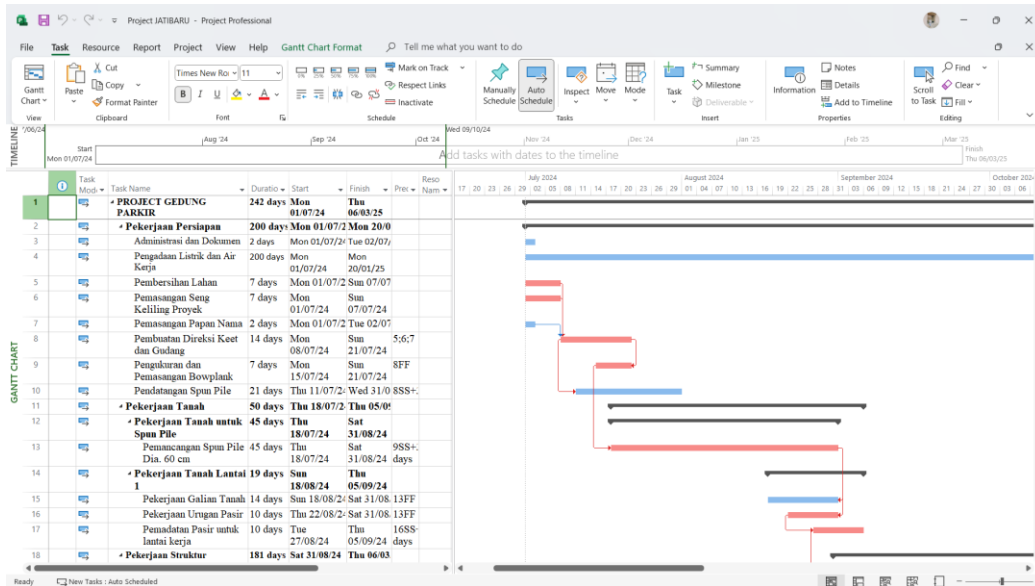 Project JATIBARU - Project Professional
File Task Resource Report Project View Help Gantt Chart Format Tell me what you want to do
Gantt Chart
View
Paste
Cut
Copy
Format Painter
Clipboard
Times New Ro 11
B I U A
Font
0% 25% 50% 75% 100%
Mark on Track
Respect Links
Inactivate
Schedule
Manually Schedule
Auto Schedule
Inspect Move Mode
Tasks
Task
Summary
Milestone
Deliverable
Insert
Information
Notes
Details
Add to Timeline
Properties
Scroll to Task
Find
Clear
Fill
Editing
TIMELINE
Wed 09/10/24
Aug '24 Sep '24 Oct '24 Nov '24 Dec '24 Jan '25 Feb '25 Mar '25
Start
Mon 01/07/24
Add tasks with dates to the timeline
Finish
Thu 06/03/25
GANTT CHART
Task Mod Task Name Duratio Start Finish Pre Reso Nam
July 2024 August 2024 September 2024 October 202
17 20 23 26 29 02 05 08 11 14 17 20 23 26 29 01 04 07 10 13 16 19 22 25 28 31 03 06 09 12 15 18 21 24 27 30 03 06
1 PROJECT GEDUNG PARKIR 242 days Mon 01/07/24 Thu 06/03/25
2 Pekerjaan Persiapan 200 days Mon 01/07/2 Mon 20/0
3 Administrasi dan Dokumen 2 days Mon 01/07/24 Tue 02/07/
4 Pengadaan Listrik dan Air Kerja 200 days Mon 01/07/24 Mon 20/01/25
5 Pembersihan Lahan 7 days Mon 01/07/2 Sun 07/07
6 Pemasangan Seng Keliling Proyek 7 days Mon 01/07/24 Sun 07/07/24
7 Pemasangan Papan Nama 2 days Mon 01/07/2 Tue 02/07
8 Pembuatan Direksi Keet dan Gudang 14 days Mon 08/07/24 Sun 21/07/24 5;6;7
9 Pengukuran dan Pemasangan Bowplank 7 days Mon 15/07/24 Sun 21/07/24 8FF
10 Pendatangan Spun Pile 21 days Thu 11/07/24 Wed 31/0 8SS+
11 Pekerjaan Tanah 50 days Thu 18/07/2 Thu 05/09
12 Pekerjaan Tanah untuk Spun Pile 45 days Thu 18/07/24 Sat 31/08/24
13 Pemancangan Spun Pile Dia. 60 cm 45 days Thu 18/07/24 Sat 31/08/24 9SS+ days
14 Pekerjaan Tanah Lantai 1 19 days Sun 18/08/24 Thu 05/09/24
15 Pekerjaan Galian Tanah 14 days Sun 18/08/24 Sat 31/08. 13FF
16 Pekerjaan Urugan Pasir 10 days Thu 22/08/24 Sat 31/08. 13FF
17 Pemadatan Pasir untuk lantai kerja 10 days Tue 27/08/24 Thu 05/09/24 16SS days
18 Pekerjaan Struktur 181 days Sat 31/08/24 Thu 06/03
Ready New Tasks : Auto Scheduled